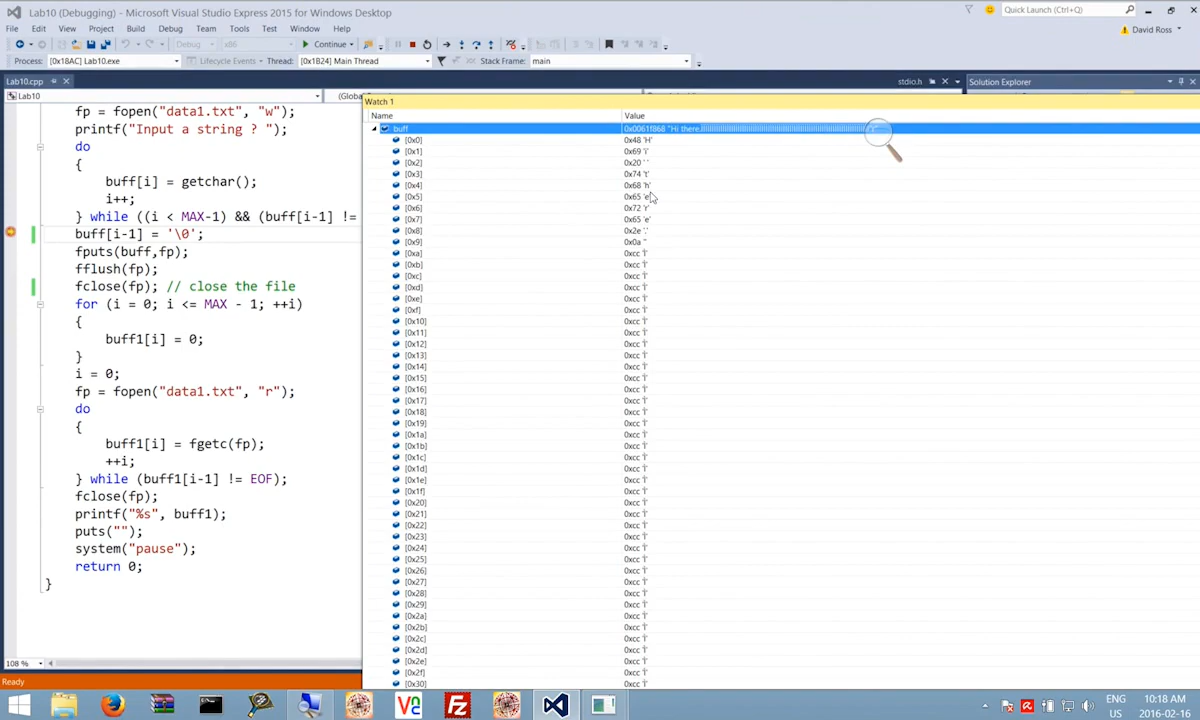 Lab10 (Debugging) - Microsoft Visual Studio Express 2015 for Windows Desktop
Quick Launch (Ctrl+Q)
File Edit View Project Build Debug Team Tools Test Window Help
David Ross
Debug x86 Continue
Process: [0x18AC] Lab10.exe Lifecycle Events Thread: [0x1B24] Main Thread Stack Frame: main
Lab10.cpp
stdio.h
Solution Explorer
Lab10
(Globa
fp = fopen("data1.txt", "w");
printf("Input a string ? ");
do
{
buff[i] = getchar();
i++;
} while ((i < MAX-1) && (buff[i-1] !=
buff[i-1] = '\0';
fputs(buff,fp);
fflush(fp);
fclose(fp); // close the file
for (i = 0; i <= MAX - 1; ++i)
{
buff1[i] = 0;
}
i = 0;
fp = fopen("data1.txt", "r");
do
{
buff1[i] = fgetc(fp);
++i;
} while (buff1[i-1] != EOF);
fclose(fp);
printf("%s", buff1);
puts("");
system("pause");
return 0;
}
108 %
Watch 1
Name Value
buff 0x0061f868 "Hi there.
[0x0] 0x48 'H'
[0x1] 0x69 'i'
[0x2] 0x20 ' '
[0x3] 0x74 't'
[0x4] 0x68 'h'
[0x5] 0x65 'e'
[0x6] 0x72 'r'
[0x7] 0x65 'e'
[0x8] 0x2e '.'
[0x9] 0x0a ''
[0xa] 0xcc 'Ì'
[0xb] 0xcc 'Ì'
[0xc] 0xcc 'Ì'
[0xd] 0xcc 'Ì'
[0xe] 0xcc 'Ì'
[0xf] 0xcc 'Ì'
[0x10] 0xcc 'Ì'
[0x11] 0xcc 'Ì'
[0x12] 0xcc 'Ì'
[0x13] 0xcc 'Ì'
[0x14] 0xcc 'Ì'
[0x15] 0xcc 'Ì'
[0x16] 0xcc 'Ì'
[0x17] 0xcc 'Ì'
[0x18] 0xcc 'Ì'
[0x19] 0xcc 'Ì'
[0x1a] 0xcc 'Ì'
[0x1b] 0xcc 'Ì'
[0x1c] 0xcc 'Ì'
[0x1d] 0xcc 'Ì'
[0x1e] 0xcc 'Ì'
[0x1f] 0xcc 'Ì'
[0x20] 0xcc 'Ì'
[0x21] 0xcc 'Ì'
[0x22] 0xcc 'Ì'
[0x23] 0xcc 'Ì'
[0x24] 0xcc 'Ì'
[0x25] 0xcc 'Ì'
[0x26] 0xcc 'Ì'
[0x27] 0xcc 'Ì'
[0x28] 0xcc 'Ì'
[0x29] 0xcc 'Ì'
[0x2a] 0xcc 'Ì'
[0x2b] 0xcc 'Ì'
[0x2c] 0xcc 'Ì'
[0x2d] 0xcc 'Ì'
[0x2e] 0xcc 'Ì'
[0x2f] 0xcc 'Ì'
[0x30] 0xcc 'Ì'
Ready
ENG 10:18 AM
US 2016-02-16